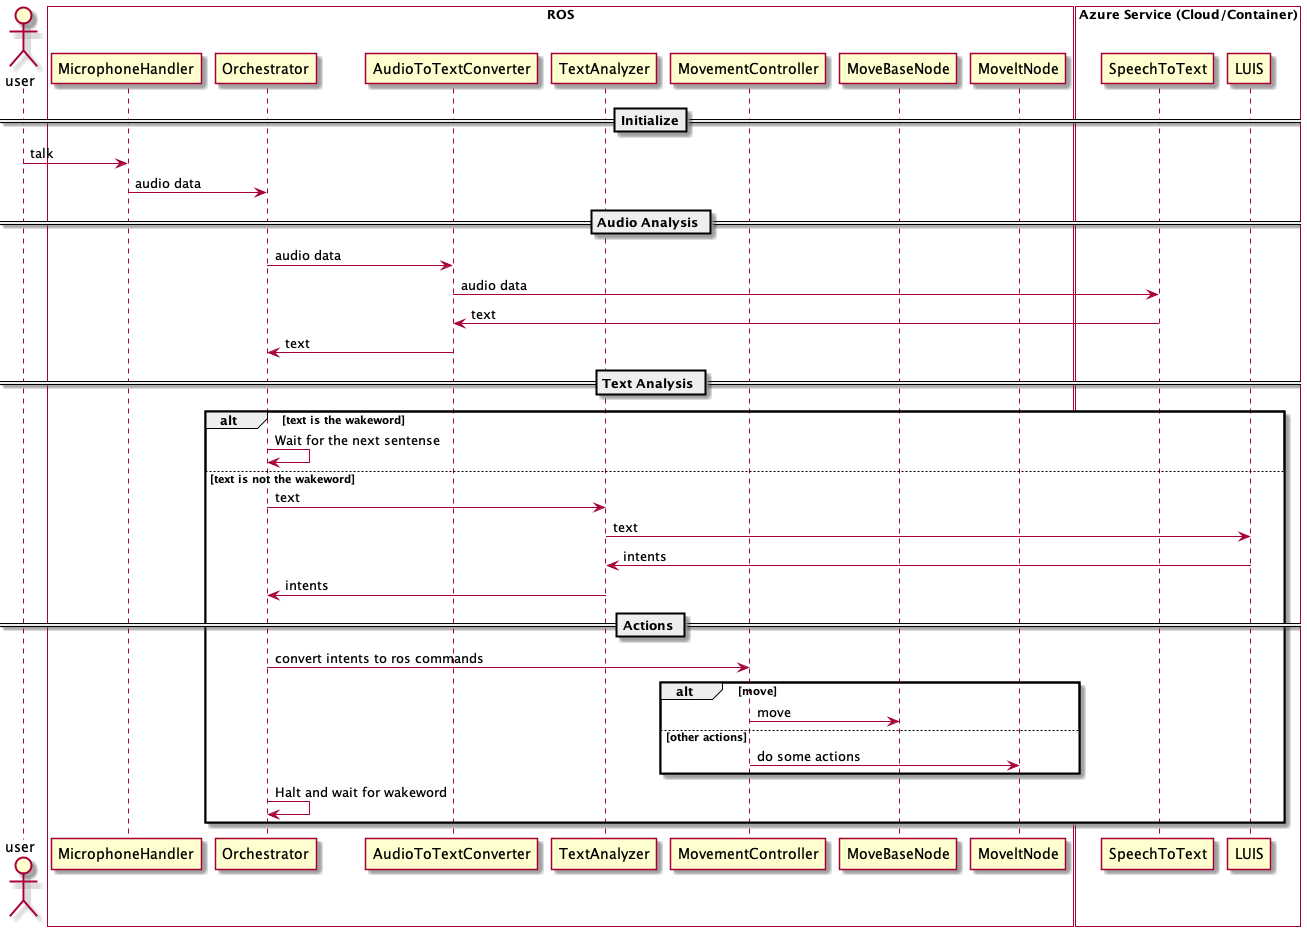 ROS
Azure Service (Cloud/Container)
user
MicrophoneHandler
Orchestrator
AudioToTextConverter
TextAnalyzer
MovementController
MoveBaseNode
MoveItNode
SpeechToText
LUIS
Initialize
talk
audio data
Audio Analysis
audio data
audio data
text
text
Text Analysis
alt
[text is the wakeword]
Wait for the next sentense
[text is not the wakeword]
text
text
intents
intents
Actions
convert intents to ros commands
alt
[move]
move
[other actions]
do some actions
Halt and wait for wakeword
user
MicrophoneHandler
Orchestrator
AudioToTextConverter
TextAnalyzer
MovementController
MoveBaseNode
MoveItNode
SpeechToText
LUIS